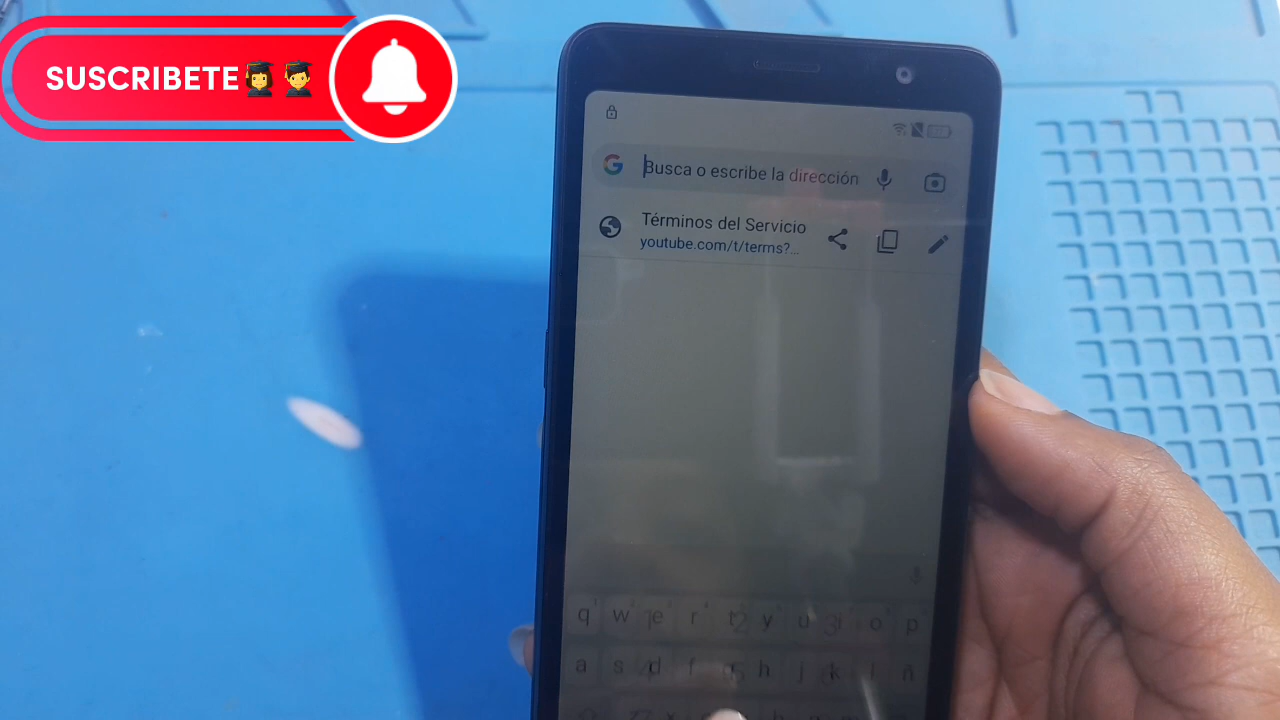 SUSCRIBETE
Busca o escribe la dirección
Términos del Servicio
youtube.com/t/terms?...
q w e r t y u i o p
a s d f g h j k l ñ